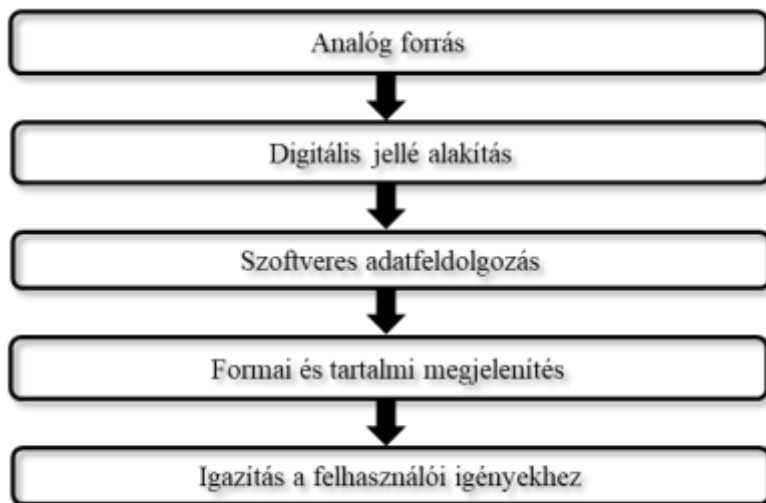 Analóg forrás
Digitális jellé alakítás
Szoftveres adatfeldolgozás
Formai és tartalmi megjelenítés
Igazítás a felhasználói igényekhez